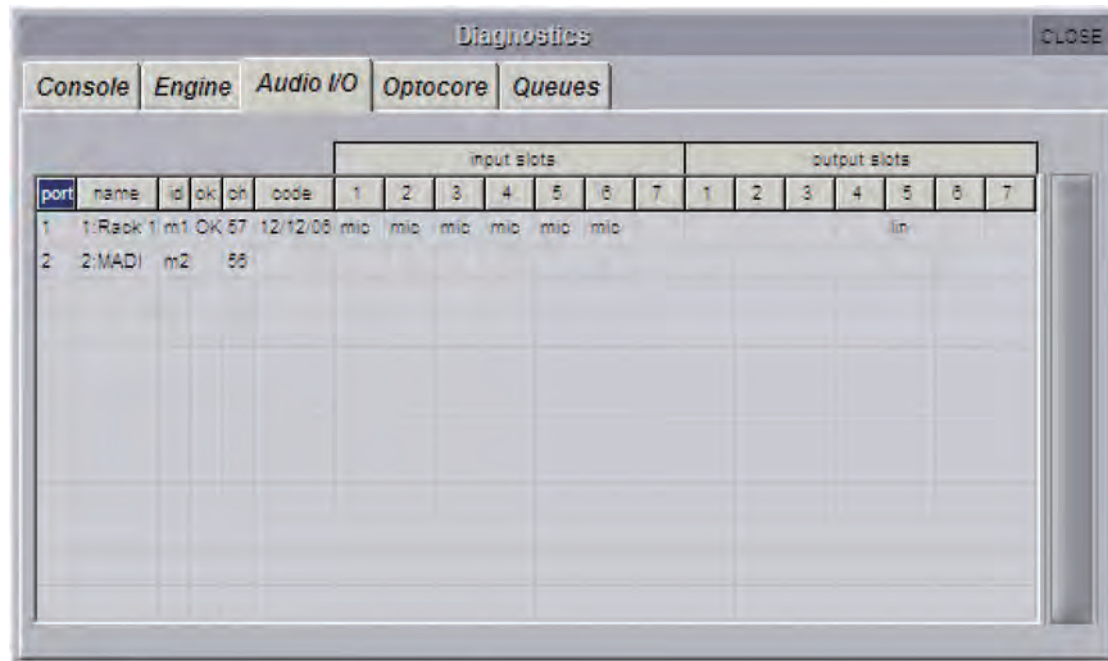 Diagnostics CLOSE
Console Engine Audio I/O Optocore Queues
input slots output slots
port name id ok ch code 1 2 3 4 5 6 7 1 2 3 4 5 6 7
1 1:Rack 1 m1 OK 57 12/12/06 mic mic mic mic mic mic lin
2 2:MADI m2 56